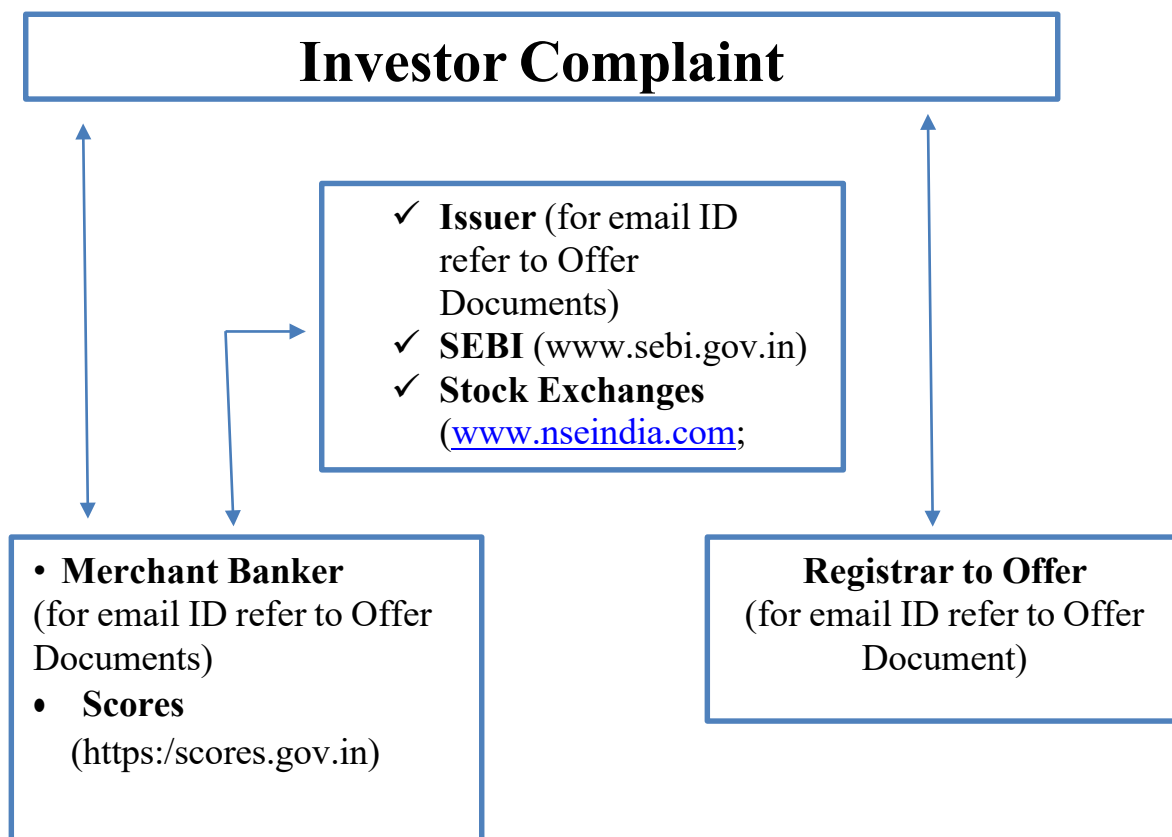 Investor Complaint
✓ Issuer (for email ID
refer to Offer
Documents)
✓ SEBI (www.sebi.gov.in)
✓ Stock Exchanges
(www.nseindia.com;
• Merchant Banker
(for email ID refer to Offer
Documents)
• Scores
(https:/scores.gov.in)
Registrar to Offer
(for email ID refer to Offer
Document)